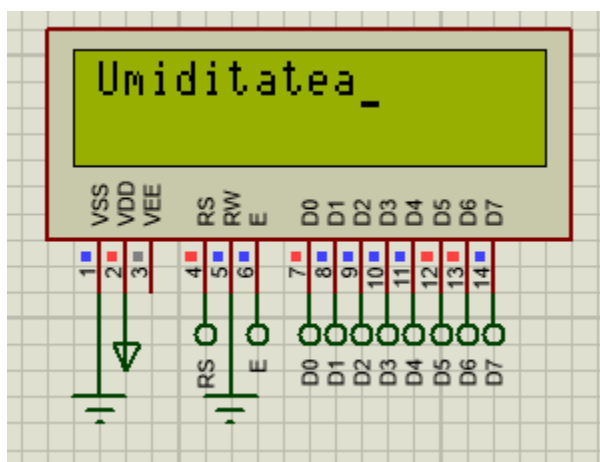 Umiditatea_
VSS VDD VEE RS RW E D0 D1 D2 D3 D4 D5 D6 D7
1 2 3 4 5 6 7 8 9 10 11 12 13 14
RS E D0 D1 D2 D3 D4 D5 D6 D7